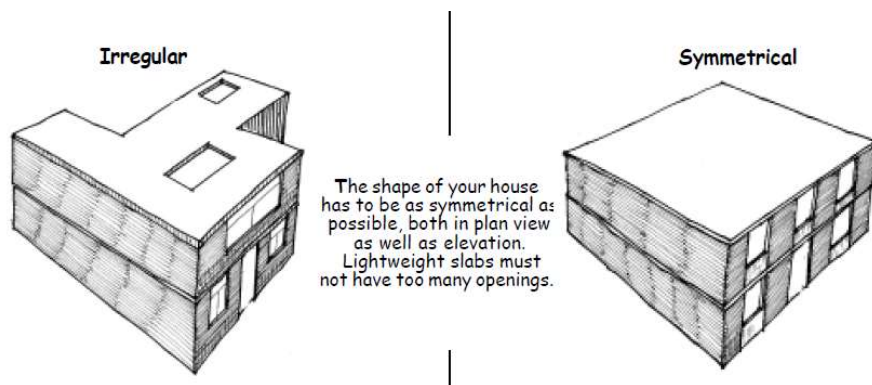 Irregular
Symmetrical
The shape of your house
has to be as symmetrical as
possible, both in plan view
as well as elevation.
Lightweight slabs must
not have too many openings.